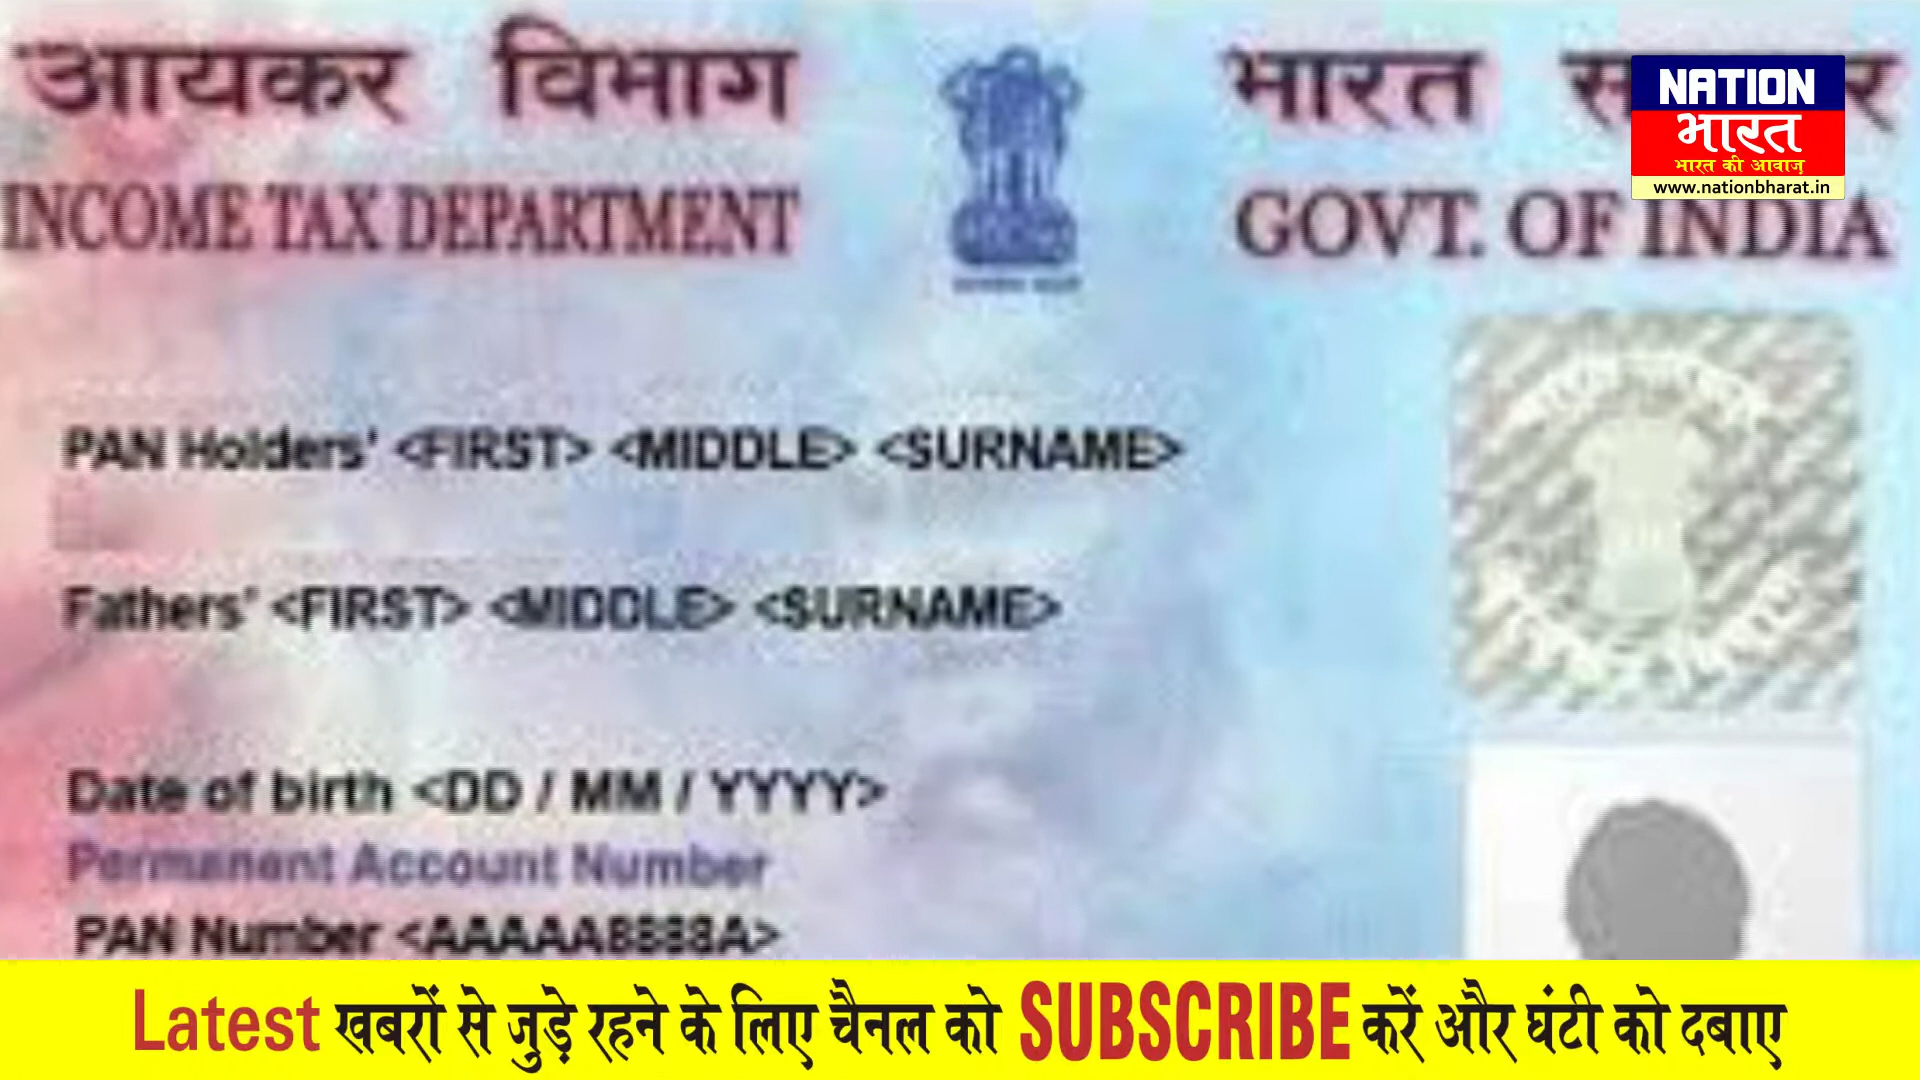 आयकर विभाग
भारत स र
INCOME TAX DEPARTMENT
GOVT. OF INDIA
NATION
भारत
भारत की आवाज़
www.nationbharat.in
PAN Holders' <FIRST> <MIDDLE> <SURNAME>
Fathers' <FIRST> <MIDDLE> <SURNAME>
Date of birth <DD / MM / YYYY>
Permanent Account Number
PAN Number <AAAAA8888A>
Latest खबरों से जुड़े रहने के लिए चैनल को SUBSCRIBE करें और घंटी को दबाए